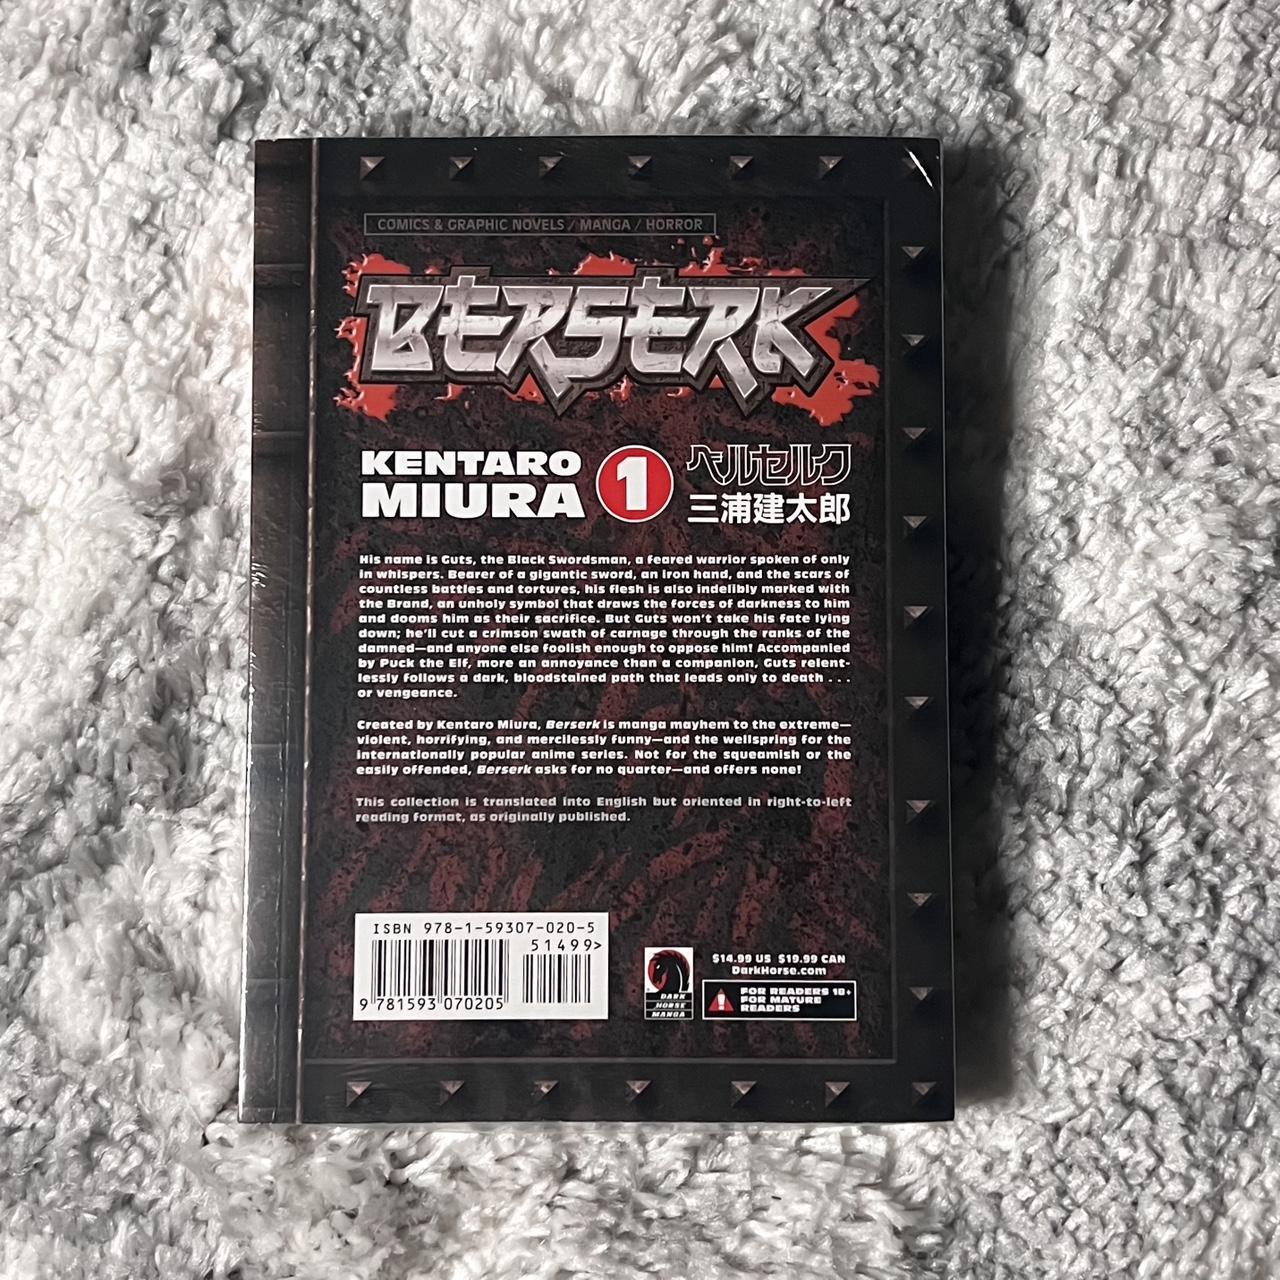 COMICS & GRAPHIC NOVELS / MANGA / HORROR
BERSERK
KENTARO
MIURA
1
ベルセルク
三浦建太郎
His name is Guts, the Black Swordsman, a feared warrior spoken of only
in whispers. Bearer of a gigantic sword, an iron hand, and the scars of
countless battles and tortures, his flesh is also indelibly marked with
the Brand, an unholy symbol that draws the forces of darkness to him
and dooms him as their sacrifice. But Guts won't take his fate lying
down; he'll cut a crimson swath of carnage through the ranks of the
damned—and anyone else foolish enough to oppose him! Accompanied
by Puck the Elf, more an annoyance than a companion, Guts relent-
lessly follows a dark, bloodstained path that leads only to death . . .
or vengeance.
Created by Kentaro Miura, Berserk is manga mayhem to the extreme—
violent, horrifying, and mercilessly funny—and the wellspring for the
internationally popular anime series. Not for the squeamish or the
easily offended, Berserk asks for no quarter—and offers none!
This collection is translated into English but oriented in right-to-left
reading format, as originally published.
ISBN 978-1-59307-020-5
51499>
9 781593 070205
DARK
HORSE
MANGA
$14.99 US $19.99 CAN
DarkHorse.com
FOR READERS 18+
FOR MATURE
READERS